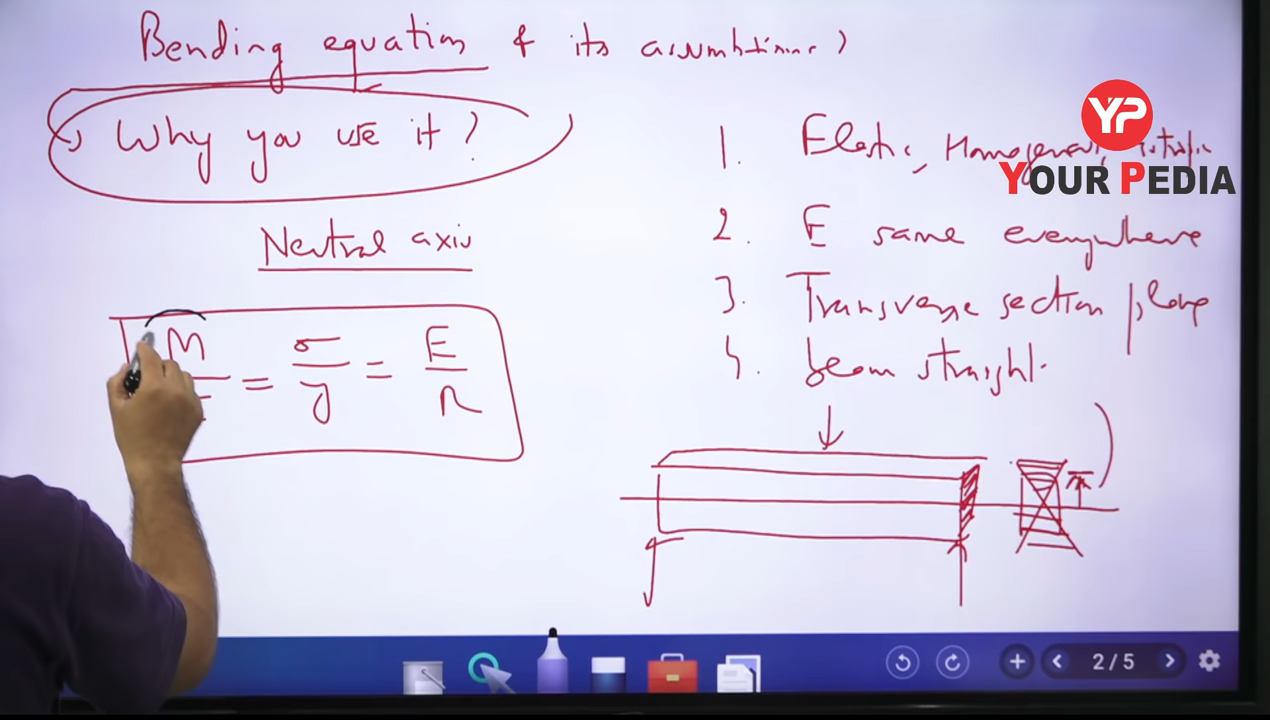 Bending equation & its assumptions
Why you use it?
Neutral axis
M = σ/y = E/R
1. Elastic, Homogeneous,
2. E same everywhere
3. Transverse section plane
4. beam straight.
YP
YOUR PEDIA
2 / 5